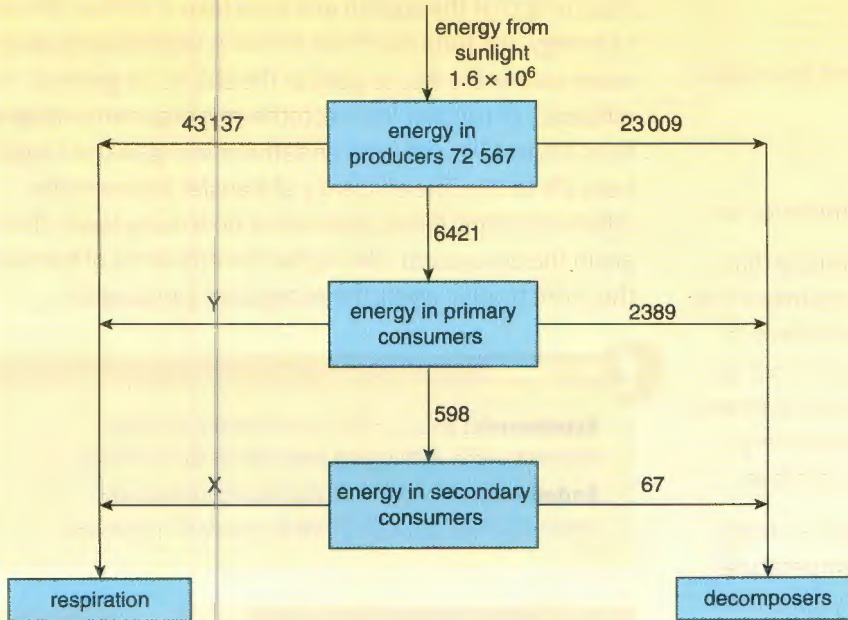 energy from
sunlight
1.6 × 10⁶
43 137
energy in
producers 72 567
23 009
6421
Y
energy in primary
consumers
2389
598
X
energy in secondary
consumers
67
respiration
decomposers